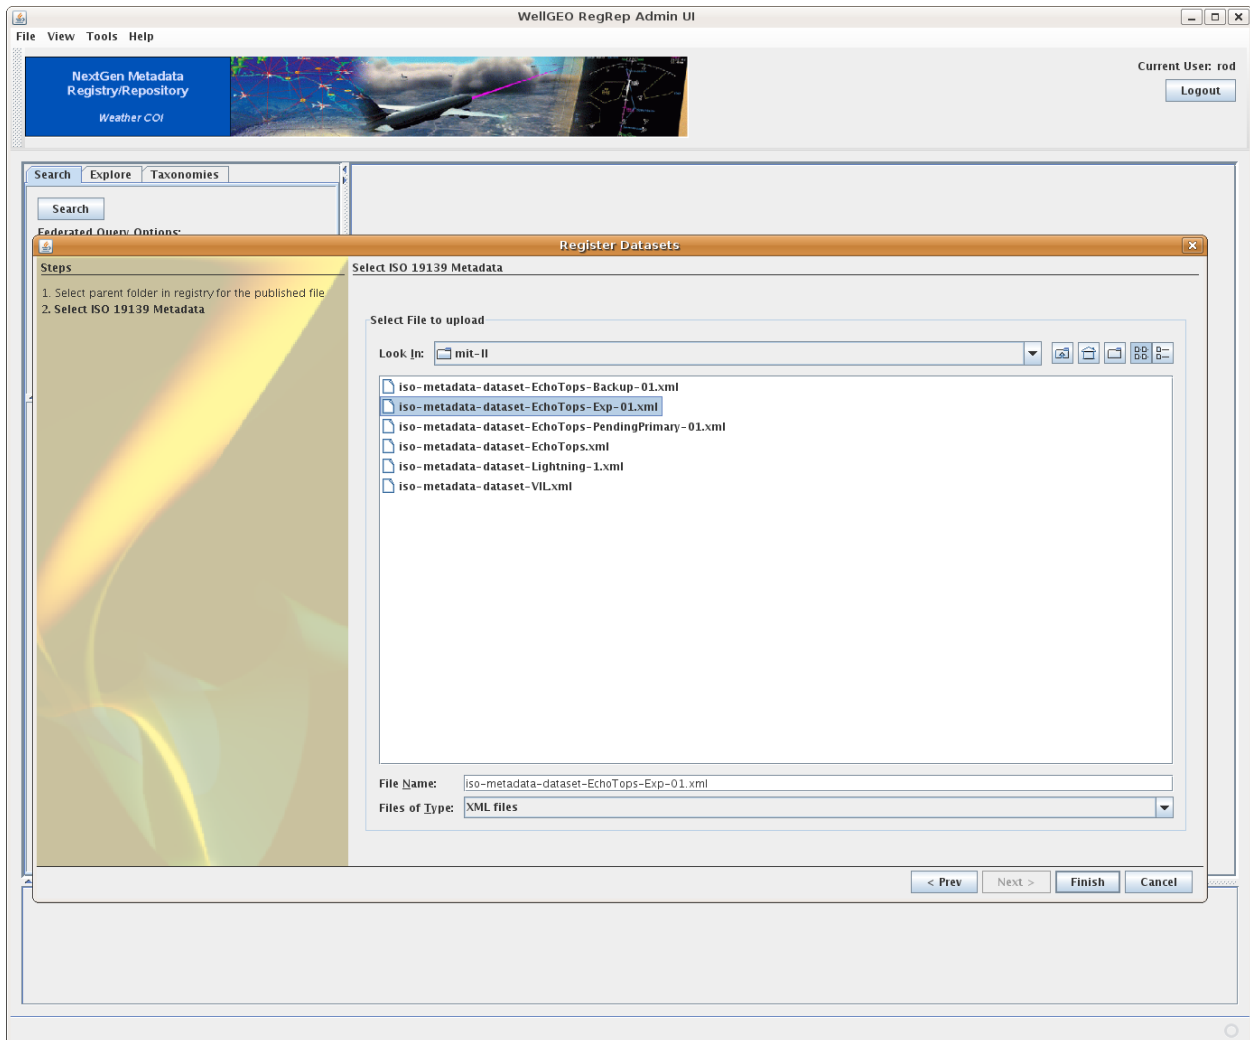 WellGEO RegRep Admin UI
File View Tools Help
NextGen Metadata
Registry/Repository
Weather COI
Current User: rod
Logout
Search Explore Taxonomies
Search
Federated Query Options:
Register Datasets
Steps
1. Select parent folder in registry for the published file
2. Select ISO 19139 Metadata
Select ISO 19139 Metadata
Select File to upload
Look In: mit-ll
iso-metadata-dataset-EchoTops-Backup-01.xml
iso-metadata-dataset-EchoTops-Exp-01.xml
iso-metadata-dataset-EchoTops-PendingPrimary-01.xml
iso-metadata-dataset-EchoTops.xml
iso-metadata-dataset-Lightning-1.xml
iso-metadata-dataset-VIL.xml
File Name: iso-metadata-dataset-EchoTops-Exp-01.xml
Files of Type: XML files
< Prev Next > Finish Cancel